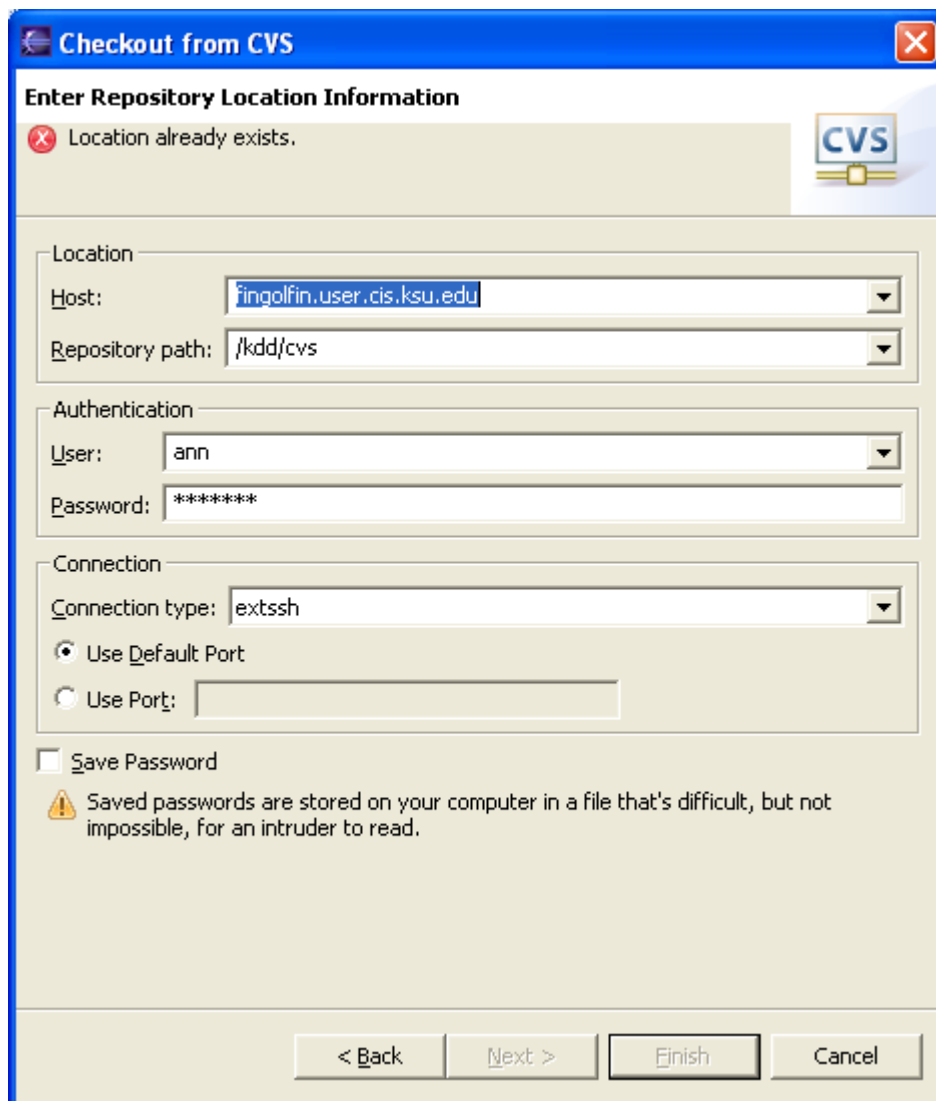 Checkout from CVS
Enter Repository Location Information
Location already exists.
CVS
Location
Host: fingolfin.user.cis.ksu.edu
Repository path: /kdd/cvs
Authentication
User: ann
Password: *******
Connection
Connection type: extssh
Use Default Port
Use Port:
Save Password
Saved passwords are stored on your computer in a file that's difficult, but not
impossible, for an intruder to read.
< Back Next > Finish Cancel